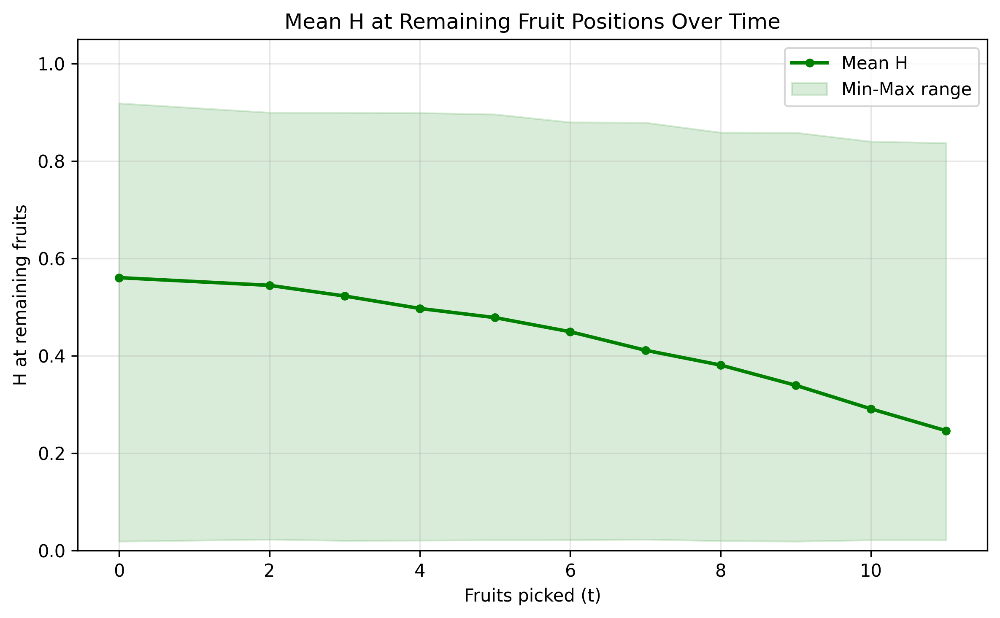 Mean H at Remaining Fruit Positions Over Time
Mean H
Min-Max range
H at remaining fruits
1.0
0.8
0.6
0.4
0.2
0.0
0 2 4 6 8 10
Fruits picked (t)